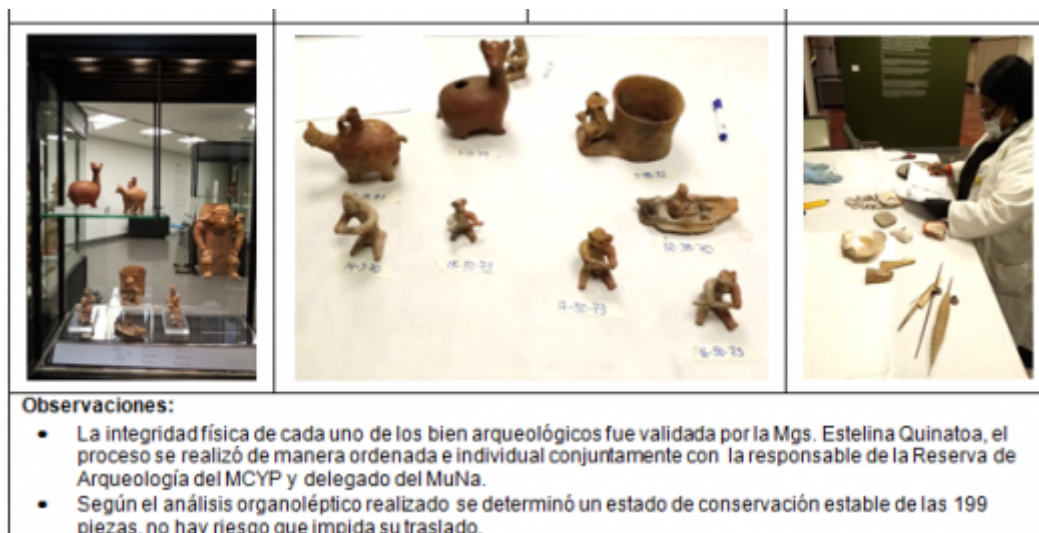 Observaciones:
La integridad física de cada uno de los bien arqueológicos fue validada por la Mgs. Estelina Quinatoa, el
proceso se realizó de manera ordenada e individual conjuntamente con la responsable de la Reserva de
Arqueología del MCYP y delegado del MuNa.
Según el análisis organoléptico realizado se determinó un estado de conservación estable de las 199
piezas, no hay riesgo que impida su traslado.